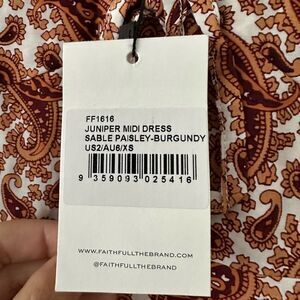 FF1616
JUNIPER MIDI DRESS
SABLE PAISLEY-BURGUNDY
US2/AU6/XS
9 359093 025416
WWW.FAITHFULLTHEBRAND.COM
@FAITHFULLTHEBRAND